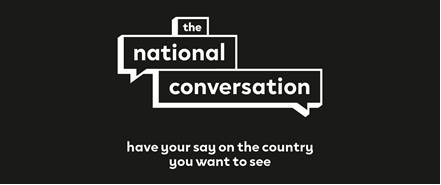 the
national
conversation
have your say on the country
you want to see